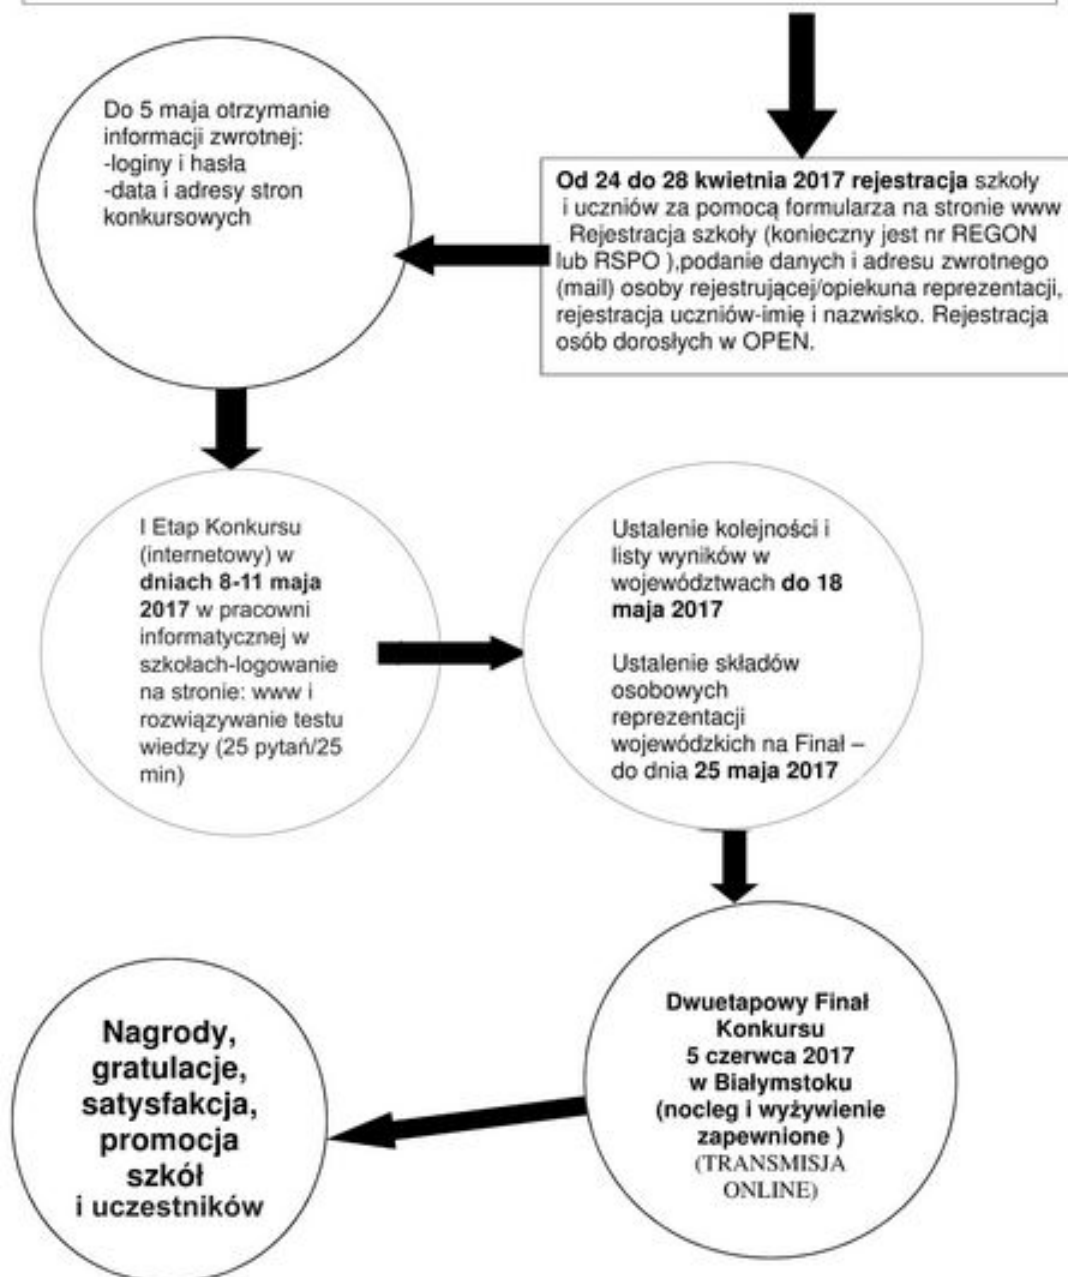 Od 24 do 28 kwietnia 2017 rejestracja szkoły
i uczniów za pomocą formularza na stronie www
. Rejestracja szkoły (konieczny jest nr REGON
lub RSPO ),podanie danych i adresu zwrotnego
(mail) osoby rejestrującej/opiekuna reprezentacji,
rejestracja uczniów-imię i nazwisko. Rejestracja
osób dorosłych w OPEN.
Do 5 maja otrzymanie
informacji zwrotnej:
-loginy i hasła
-data i adresy stron
konkursowych
I Etap Konkursu
(internetowy) w
dniach 8-11 maja
2017 w pracowni
informatycznej w
szkołach-logowanie
na stronie: www i
rozwiązywanie testu
wiedzy (25 pytań/25
min)
Ustalenie kolejności i
listy wyników w
województwach do 18
maja 2017
Ustalenie składów
osobowych
reprezentacji
wojewódzkich na Finał –
do dnia 25 maja 2017
Dwuetapowy Finał
Konkursu
5 czerwca 2017
w Białymstoku
(nocleg i wyżywienie
zapewnione )
(TRANSMISJA
ONLINE)
Nagrody,
gratulacje,
satysfakcja,
promocja
szkół
i uczestników